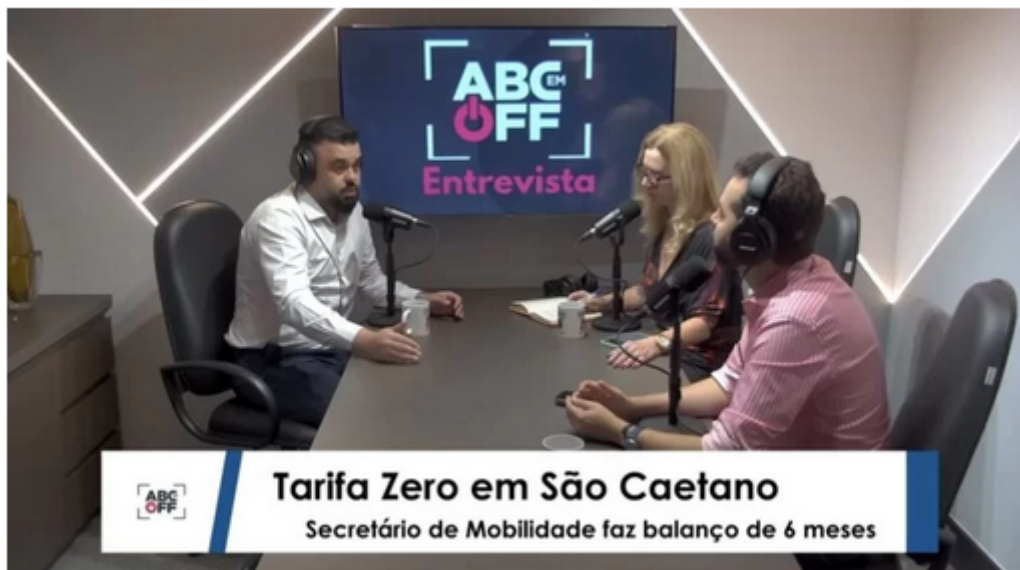 ABC EM
OFF
Entrevista
ABC
OFF
Tarifa Zero em São Caetano
Secretário de Mobilidade faz balanço de 6 meses